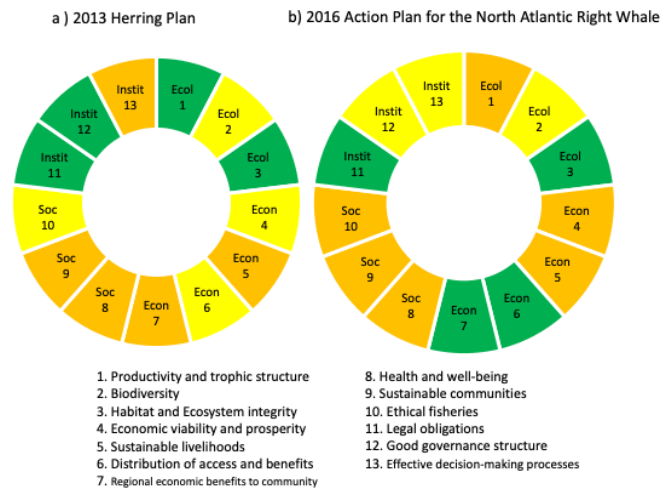 a ) 2013 Herring Plan
b) 2016 Action Plan for the North Atlantic Right Whale
Ecol
1
Ecol
2
Ecol
3
Econ
4
Econ
5
Econ
6
Econ
7
Soc
8
Soc
9
Soc
10
Instit
11
Instit
12
Instit
13
Ecol
1
Ecol
2
Ecol
3
Econ
4
Econ
5
Econ
6
Econ
7
Soc
8
Soc
9
Soc
10
Instit
11
Instit
12
Instit
13
1. Productivity and trophic structure
2. Biodiversity
3. Habitat and Ecosystem integrity
4. Economic viability and prosperity
5. Sustainable livelihoods
6. Distribution of access and benefits
7. Regional economic benefits to community
8. Health and well-being
9. Sustainable communities
10. Ethical fisheries
11. Legal obligations
12. Good governance structure
13. Effective decision-making processes